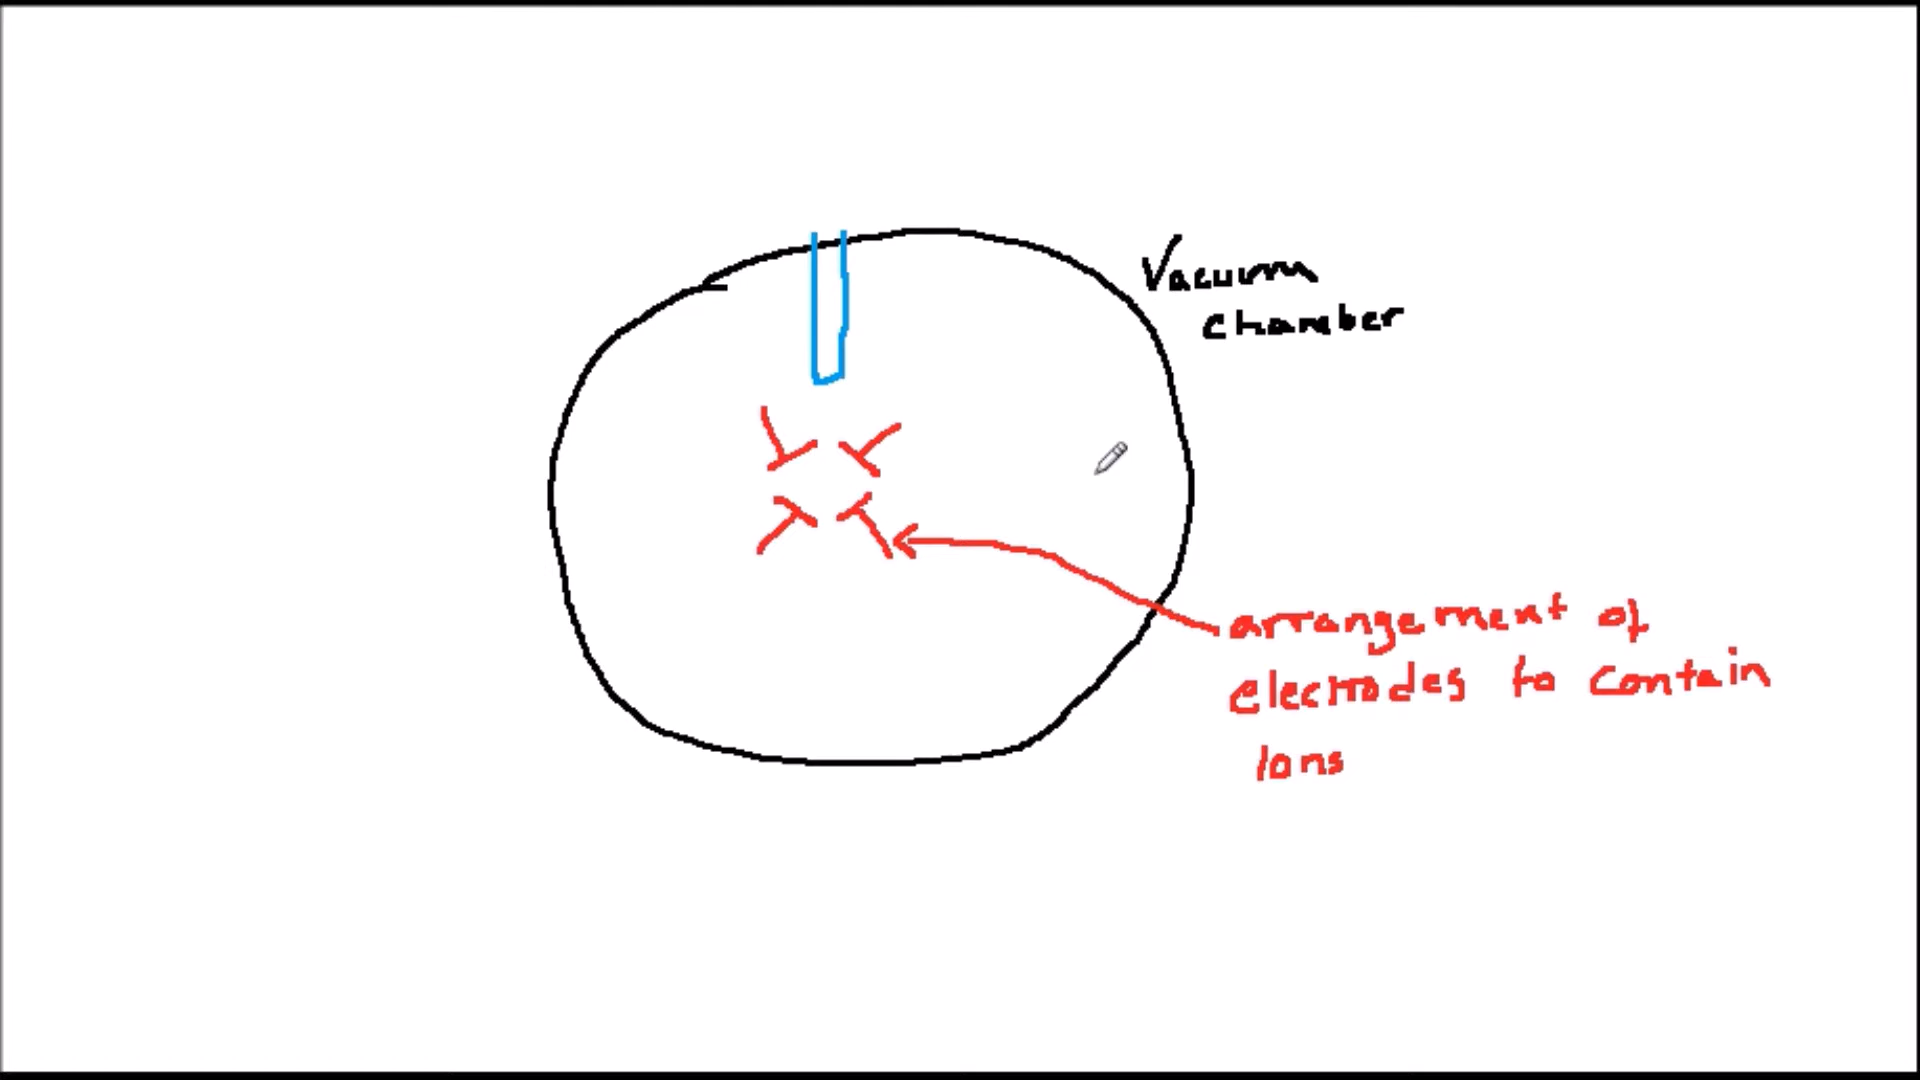 Vacuum
chamber
arrangement of
electrodes to contain
Ions